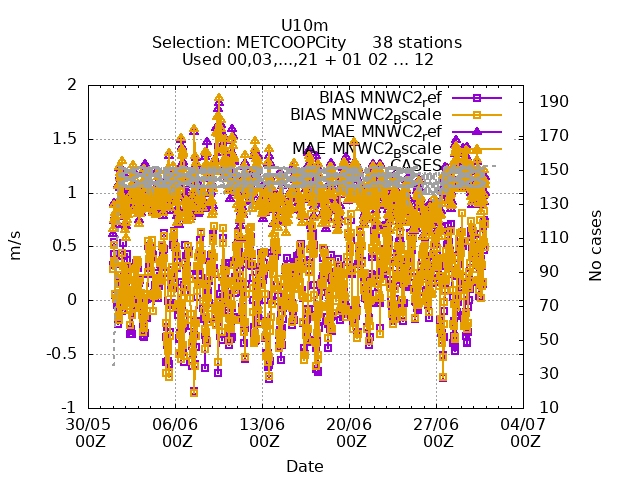 U10m
Selection: METCOOPCity 38 stations
Used 00,03,...,21 + 01 02 ... 12
BIAS MNWC2_ref
BIAS MNWC2_Bscale
MAE MNWC2_ref
MAE MNWC2_Bscale
CASES
2
1.5
1
0.5
0
-0.5
-1
190
170
150
130
110
90
70
50
30
10
m/s
No cases
30/05 06/06 13/06 20/06 27/06 04/07
00Z 00Z 00Z 00Z 00Z 00Z
Date